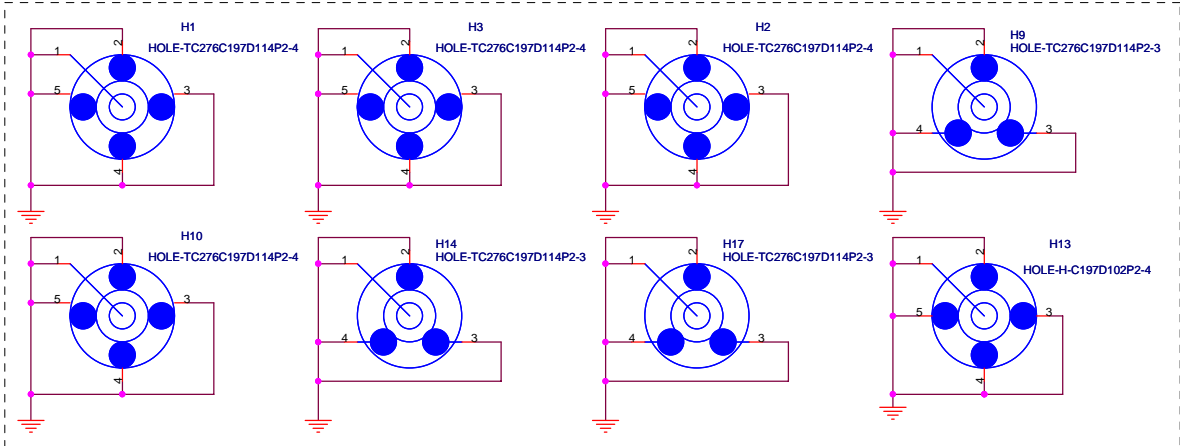 H1
HOLE-TC276C197D114P2-4
1
2
3
4
5
H3
HOLE-TC276C197D114P2-4
1
2
3
4
5
H2
HOLE-TC276C197D114P2-4
1
2
3
4
5
H9
HOLE-TC276C197D114P2-3
1
2
3
4
H10
HOLE-TC276C197D114P2-4
1
2
3
4
5
H14
HOLE-TC276C197D114P2-3
1
2
3
4
H17
HOLE-TC276C197D114P2-3
1
2
3
4
H13
HOLE-H-C197D102P2-4
1
2
3
4
5